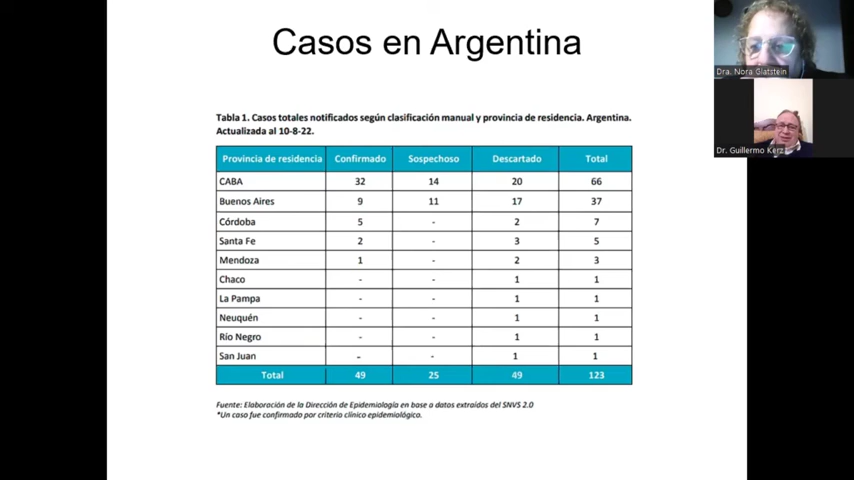 Casos en Argentina
Tabla 1. Casos totales notificados según clasificación manual y provincia de residencia. Argentina.
Actualizada al 10-8-22.
Provincia de residencia Confirmado Sospechoso Descartado Total
CABA 32 14 20 66
Buenos Aires 9 11 17 37
Córdoba 5 - 2 7
Santa Fe 2 - 3 5
Mendoza 1 - 2 3
Chaco - - 1 1
La Pampa - - 1 1
Neuquén - - 1 1
Río Negro - - 1 1
San Juan - - 1 1
Total 49 25 49 123
Fuente: Elaboración de la Dirección de Epidemiología en base a datos extraídos del SNVS 2.0
*Un caso fue confirmado por criterio clínico epidemiológico.
Dra. Nora Glatstein
Dr. Guillermo Kerz